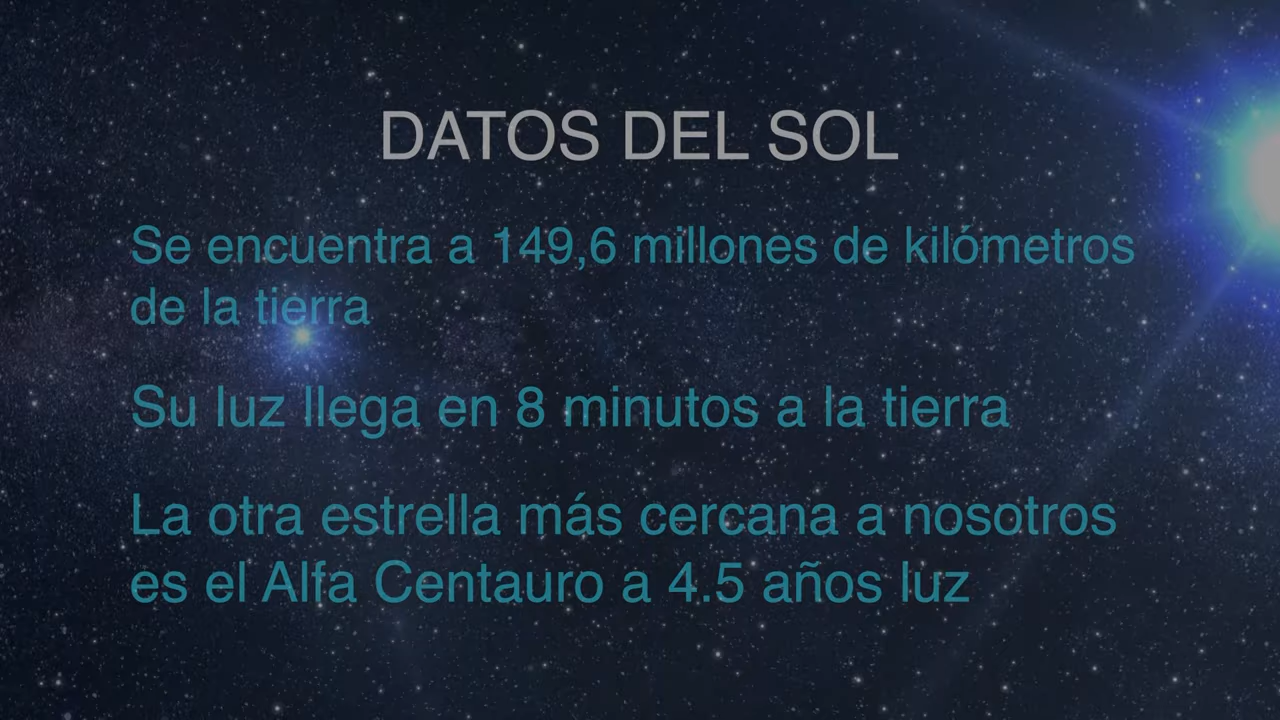 DATOS DEL SOL
Se encuentra a 149,6 millones de kilómetros
de la tierra
Su luz llega en 8 minutos a la tierra
La otra estrella más cercana a nosotros
es el Alfa Centauro a 4.5 años luz